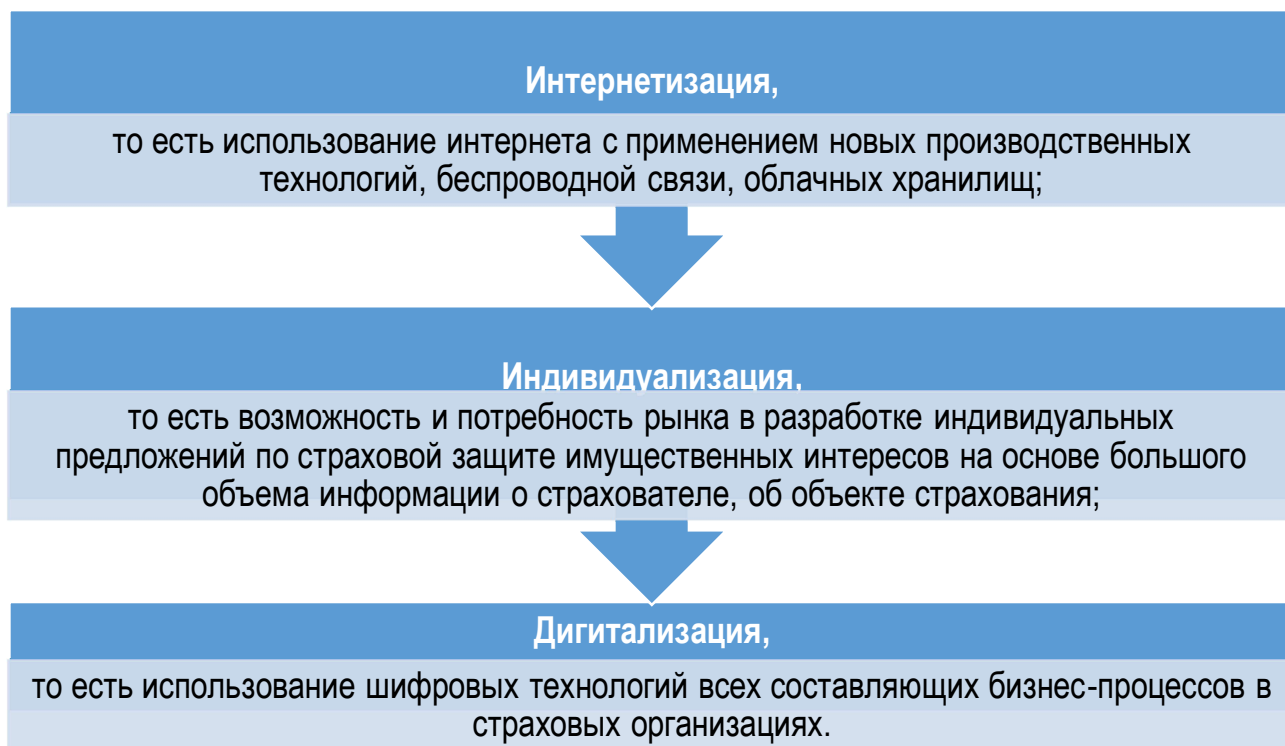 Интернетизация,
то есть использование интернета с применением новых производственных
технологий, беспроводной связи, облачных хранилищ;
Индивидуализация,
то есть возможность и потребность рынка в разработке индивидуальных
предложений по страховой защите имущественных интересов на основе большого
объема информации о страхователе, об объекте страхования;
Дигитализация,
то есть использование шифровых технологий всех составляющих бизнес-процессов в
страховых организациях.